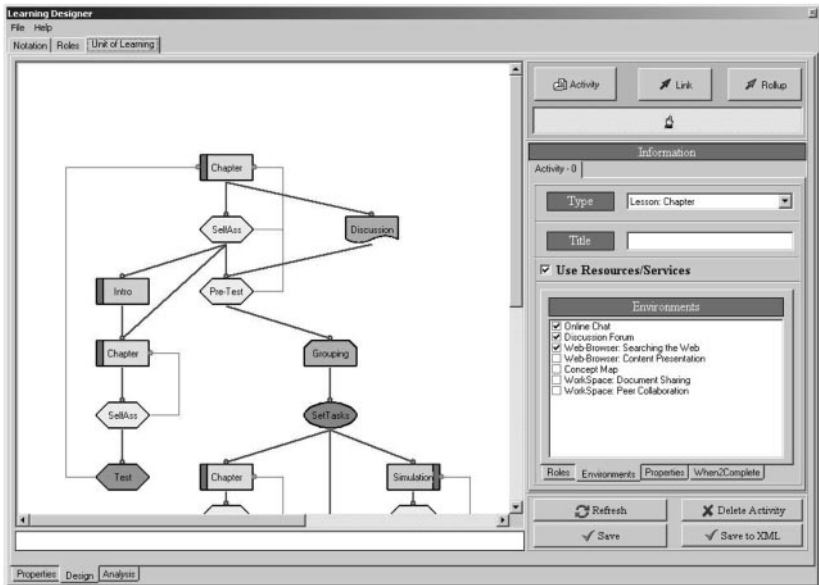 Learning Designer
File Help
Notation Roles Unit of Learning
Activity Link Rollup
Information
Activity - 0
Type Lesson: Chapter
Title
Use Resources/Services
Environments
Online Chat
Discussion Forum
Web-Browser: Searching the Web
Web-Browser: Content Presentation
Concept Map
WorkSpace: Document Sharing
WorkSpace: Peer Collaboration
Roles Environments Properties When2Complete
Refresh Delete Activity
Save Save to XML
Chapter
SellAss Discussion
Intro Pre-Test
Chapter Grouping
SellAss SetTasks
Test Chapter Simulation
Properties Design Analysis